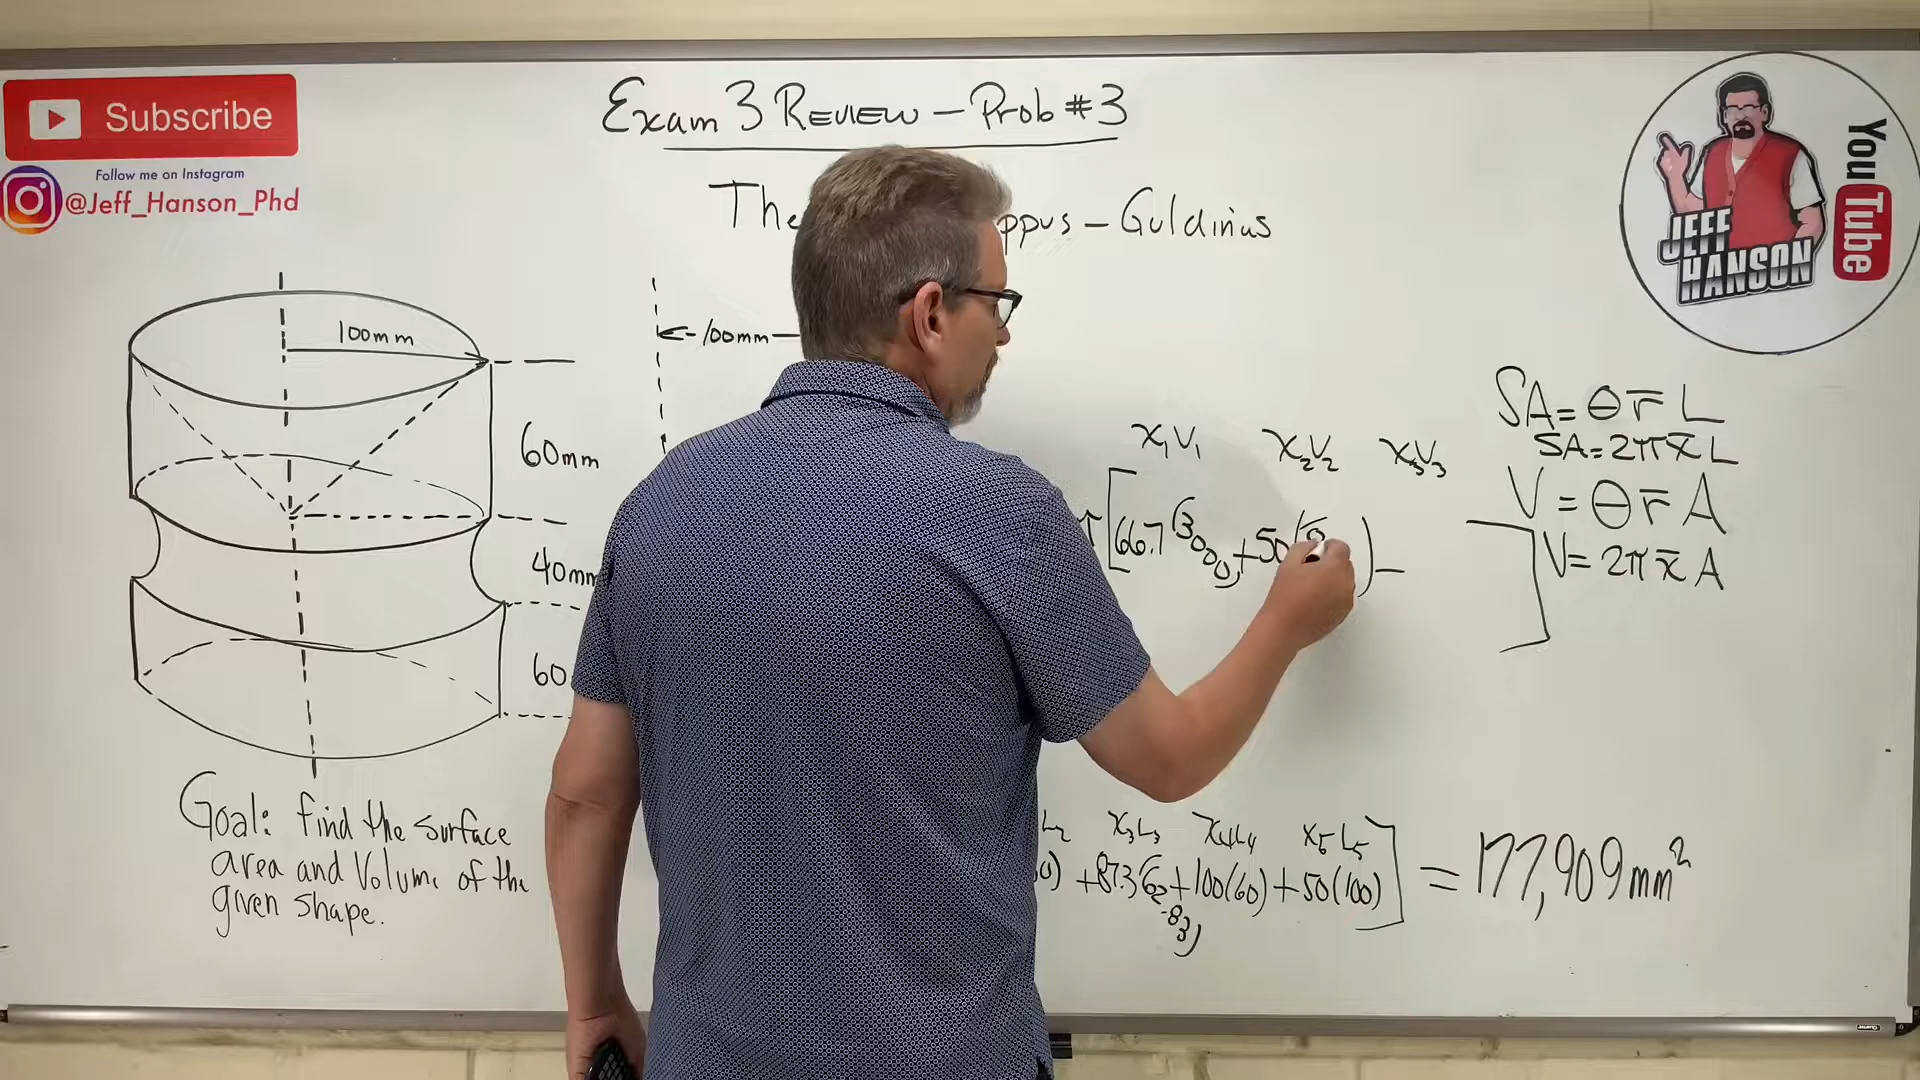 Subscribe
Follow me on Instagram
@Jeff_Hanson_Phd
Exam 3 REVIEW – Prob #3
ppus – Guldinus
100mm
60mm
40mm
60
Goal: find the surface
area and Volume of the
given shape.
100mm
x₁V₁ x₂V₂ x₃V₃
[66.7(3000)+50( ) – ]
L₂ x₃L₃ x₄L₄ x₅L₅
0) +87.3(62.83)+100(60)+50(100)] = 177,909mm²
SA = θ r̄ L
SA = 2π x̄ L
V = θ r̄ A
V = 2π x̄ A
JEFF
HANSON
YouTube